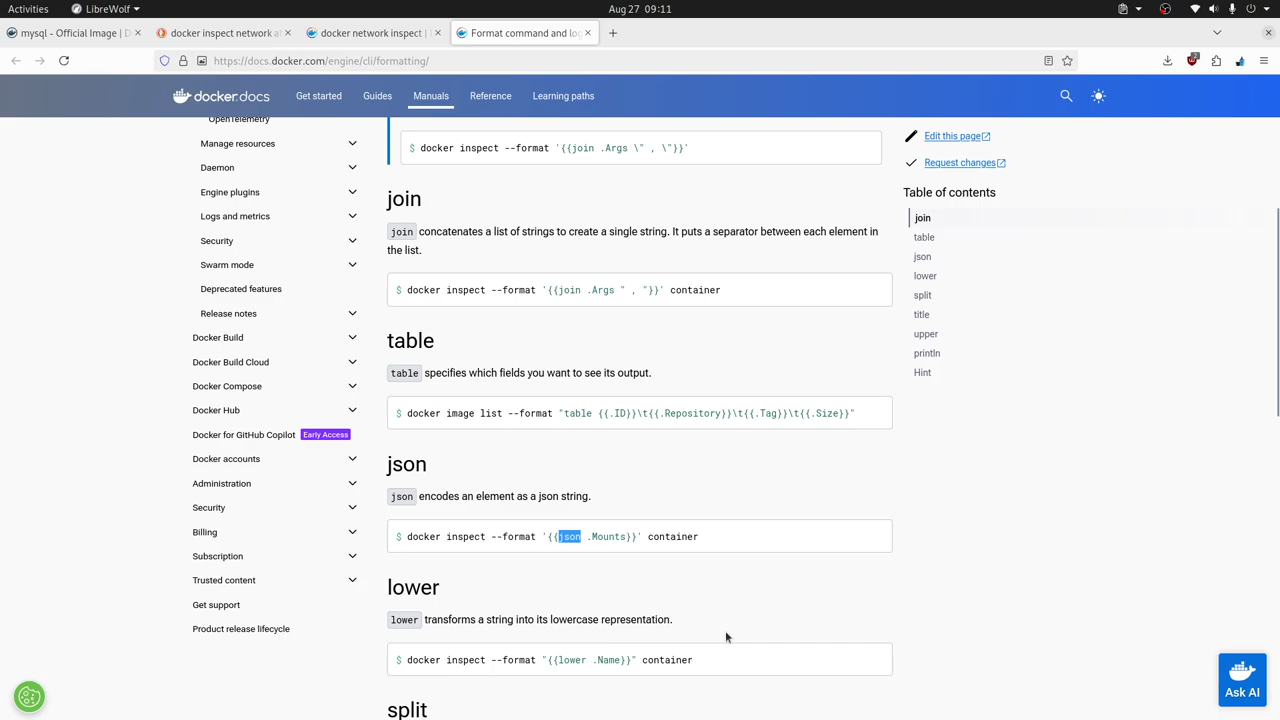 Activities
LibreWolf
Aug 27 09:11
mysql - Official Image | D
docker inspect network a
docker network inspect |
Format command and log
https://docs.docker.com/engine/cli/formatting/
docker.docs
Get started
Guides
Manuals
Reference
Learning paths
OpenTelemetry
Manage resources
Daemon
Engine plugins
Logs and metrics
Security
Swarm mode
Deprecated features
Release notes
Docker Build
Docker Build Cloud
Docker Compose
Docker Hub
Docker for GitHub Copilot Early Access
Docker accounts
Administration
Security
Billing
Subscription
Trusted content
Get support
Product release lifecycle
$ docker inspect --format '{{join .Args \" , \"}}'
join
join concatenates a list of strings to create a single string. It puts a separator between each element in
the list.
$ docker inspect --format '{{join .Args " , "}}' container
table
table specifies which fields you want to see its output.
$ docker image list --format "table {{.ID}}\t{{.Repository}}\t{{.Tag}}\t{{.Size}}"
json
json encodes an element as a json string.
$ docker inspect --format '{{json .Mounts}}' container
lower
lower transforms a string into its lowercase representation.
$ docker inspect --format "{{lower .Name}}" container
split
Edit this page
Request changes
Table of contents
join
table
json
lower
split
title
upper
println
Hint
Ask AI